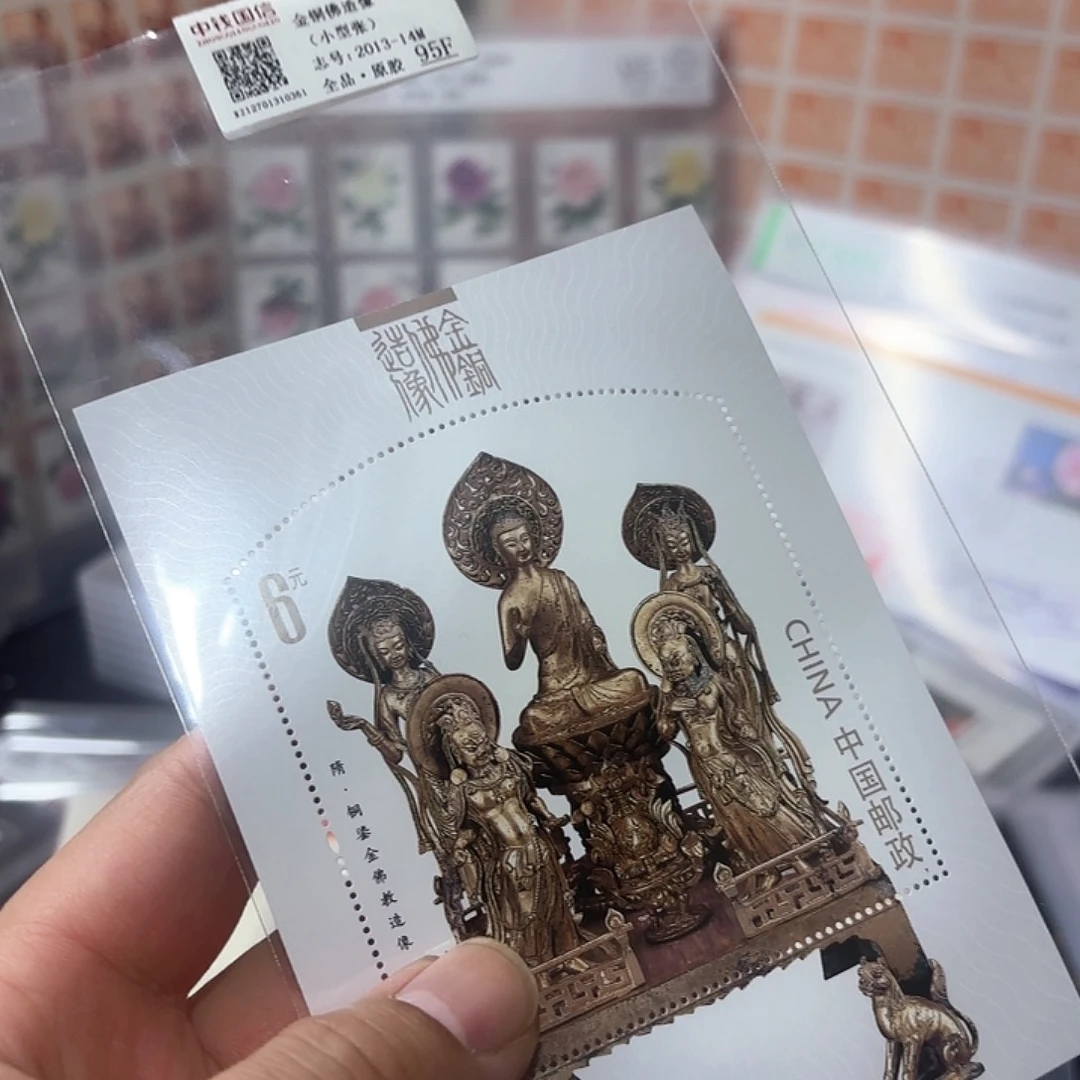 中钱国信
金铜佛造像
（小型张）
志号：2013-14M
全品·原胶 95E
金銅
佛
造像
6元
隋·铜鎏金佛教造像
CHINA 中国邮政